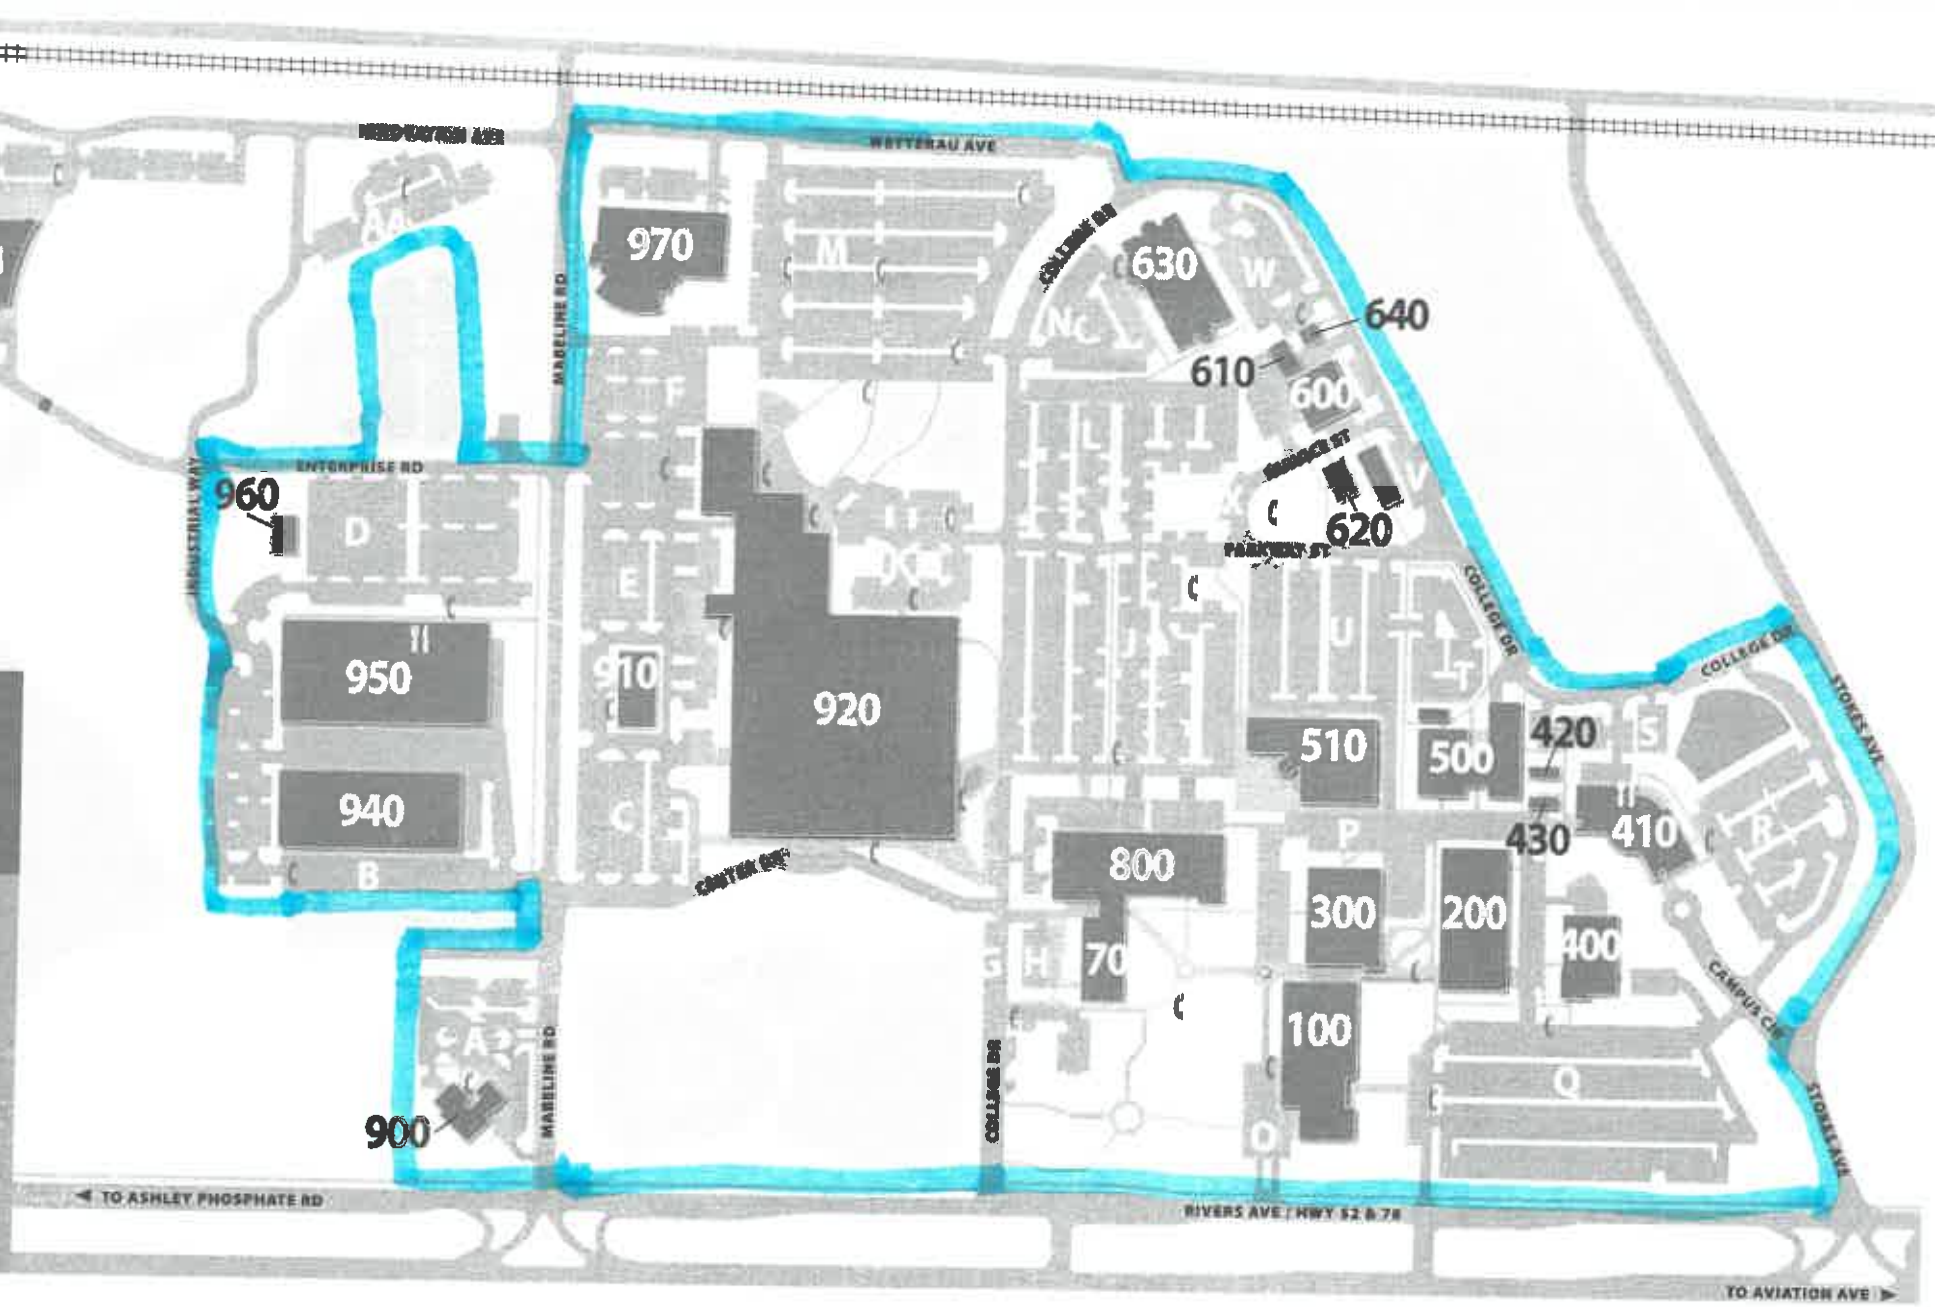 WETTERAU AVE
AA
970
M
COLLEGE DR
630
W
MABELINE RD
640
N
610
600
F
L
ENTERPRISE RD
INDUSTRIAL WAY
960
D
V
X
620
PARKWAY ST
E
COLLEGE DR
J
U
T
COLLEGE DR
STOKES AVE
950
910
920
510
500
420
S
940
C
430
410
R
P
B
CENTER CIR
800
300
200
400
G
H
70
CAMPUS CIR
A
100
Q
MABELINE RD
COLLEGE DR
900
O
STOKES AVE
TO ASHLEY PHOSPHATE RD
RIVERS AVE / HWY 52 & 78
TO AVIATION AVE